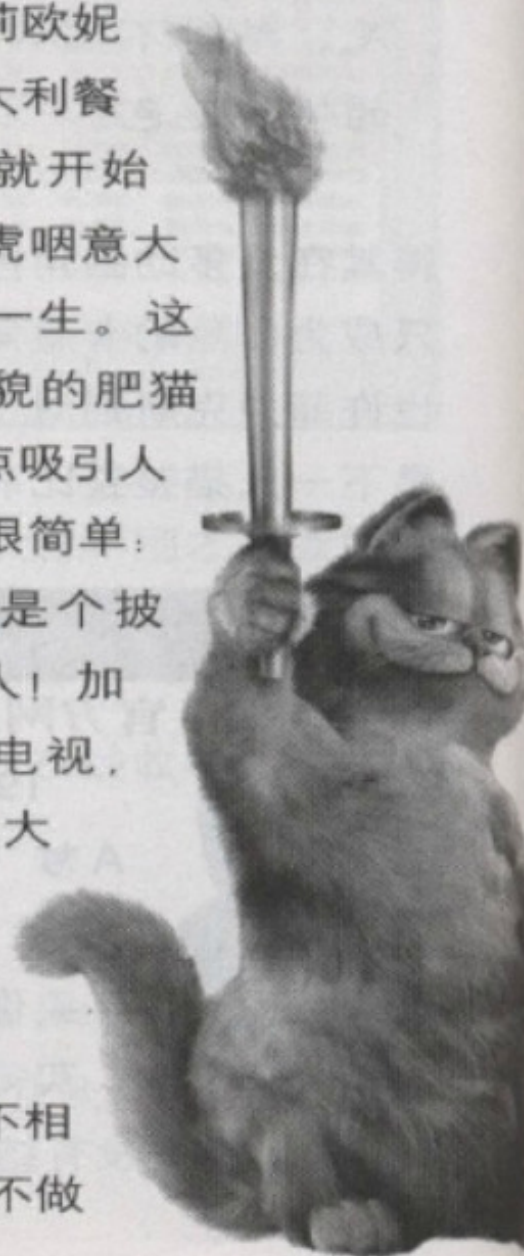 莉欧妮
大利餐
就开始
虎咽意大
一生。这
貌的肥猫
点吸引人
很简单：
是个披
人！加
电视，
大
不相
不做